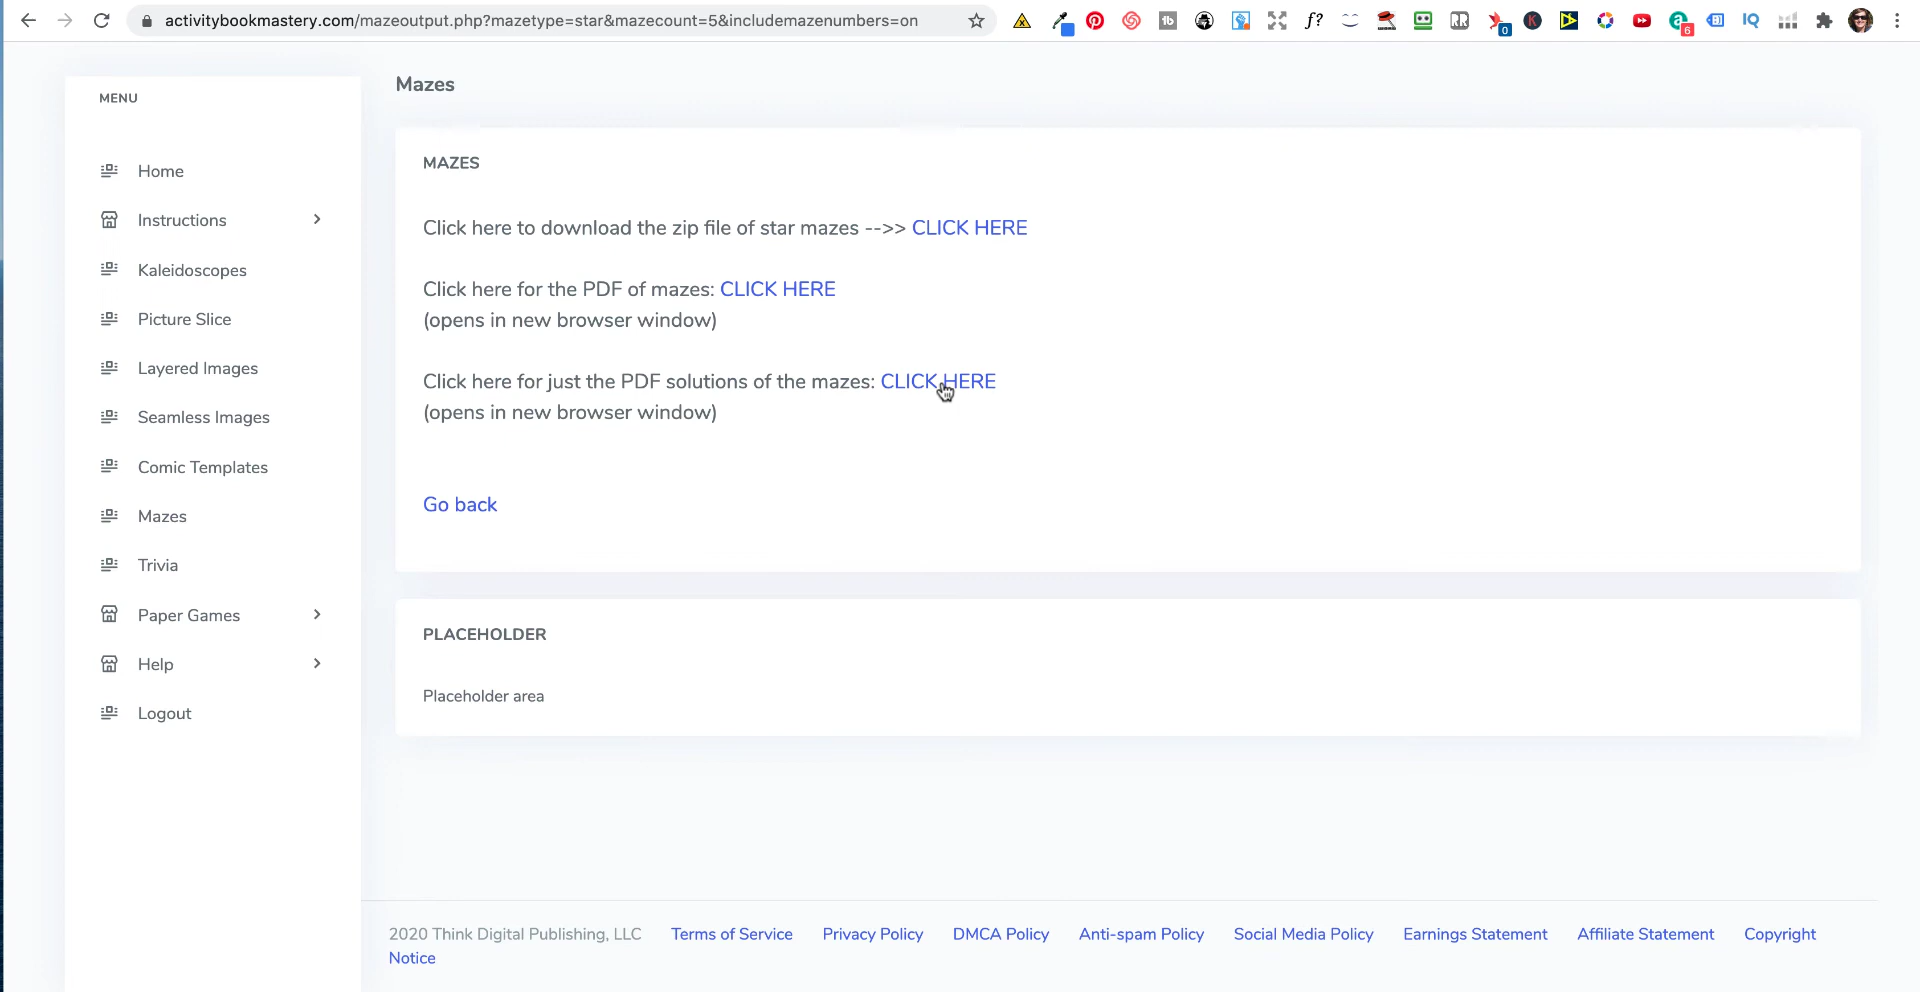 activitybookmastery.com/mazeoutput.php?mazetype=star&mazecount=5&includemazenumbers=on
tb
f?
RR
0
K
6
IQ
MENU
Home
Instructions
Kaleidoscopes
Picture Slice
Layered Images
Seamless Images
Comic Templates
Mazes
Trivia
Paper Games
Help
Logout
Mazes
MAZES
Click here to download the zip file of star mazes -->> CLICK HERE
Click here for the PDF of mazes: CLICK HERE
(opens in new browser window)
Click here for just the PDF solutions of the mazes: CLICK HERE
(opens in new browser window)
Go back
PLACEHOLDER
Placeholder area
2020 Think Digital Publishing, LLC Terms of Service Privacy Policy DMCA Policy Anti-spam Policy Social Media Policy Earnings Statement Affiliate Statement Copyright
Notice